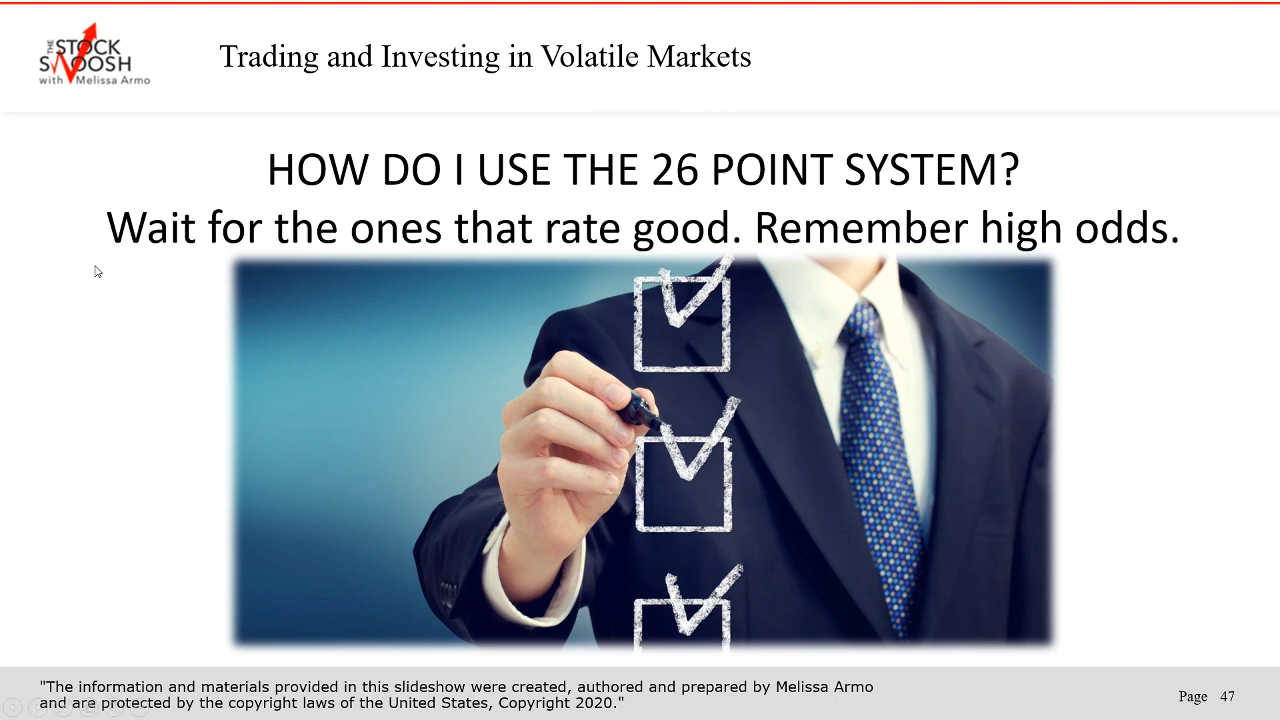 THE STOCK
SWOOSH
with Melissa Armo
Trading and Investing in Volatile Markets
HOW DO I USE THE 26 POINT SYSTEM?
Wait for the ones that rate good. Remember high odds.
"The information and materials provided in this slideshow were created, authored and prepared by Melissa Armo
and are protected by the copyright laws of the United States, Copyright 2020."
Page 47